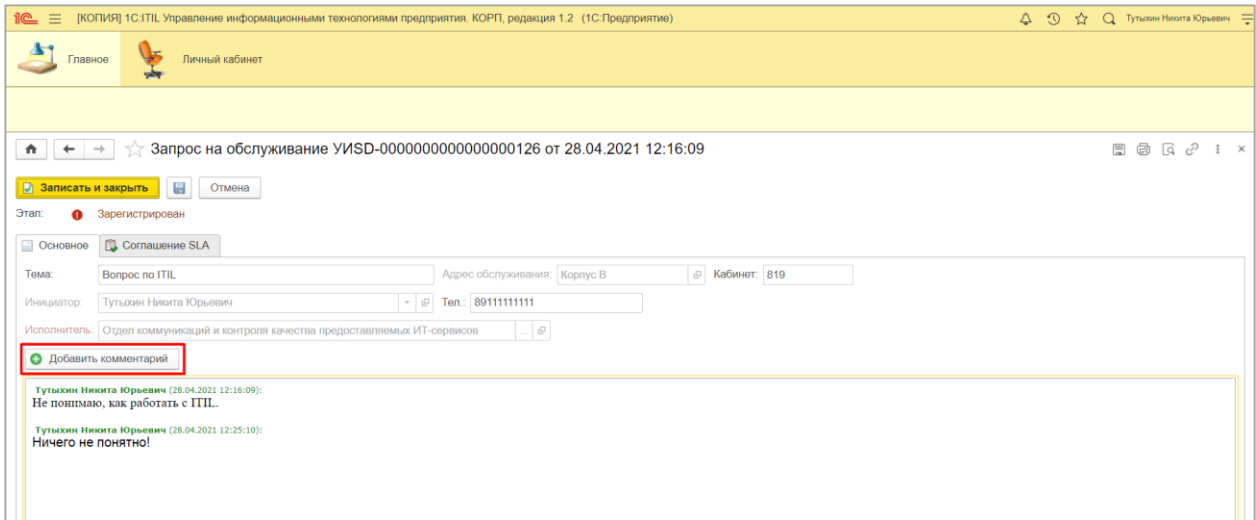 1С [КОПИЯ] 1С:ITIL Управление информационными технологиями предприятия. КОРП, редакция 1.2 (1С:Предприятие) Тутыхин Никита Юрьевич
Главное Личный кабинет
Запрос на обслуживание УИSD-0000000000000000126 от 28.04.2021 12:16:09
Записать и закрыть Отмена
Этап: Зарегистрирован
Основное Соглашение SLA
Тема: Вопрос по ITIL Адрес обслуживания: Корпус В Кабинет: 819
Инициатор: Тутыхин Никита Юрьевич Тел.: 89111111111
Исполнитель: Отдел коммуникаций и контроля качества предоставляемых ИТ-сервисов ...
Добавить комментарий
Тутыхин Никита Юрьевич (28.04.2021 12:16:09):
Не понимаю, как работать с ITIL.
Тутыхин Никита Юрьевич (28.04.2021 12:25:10):
Ничего не понятно!